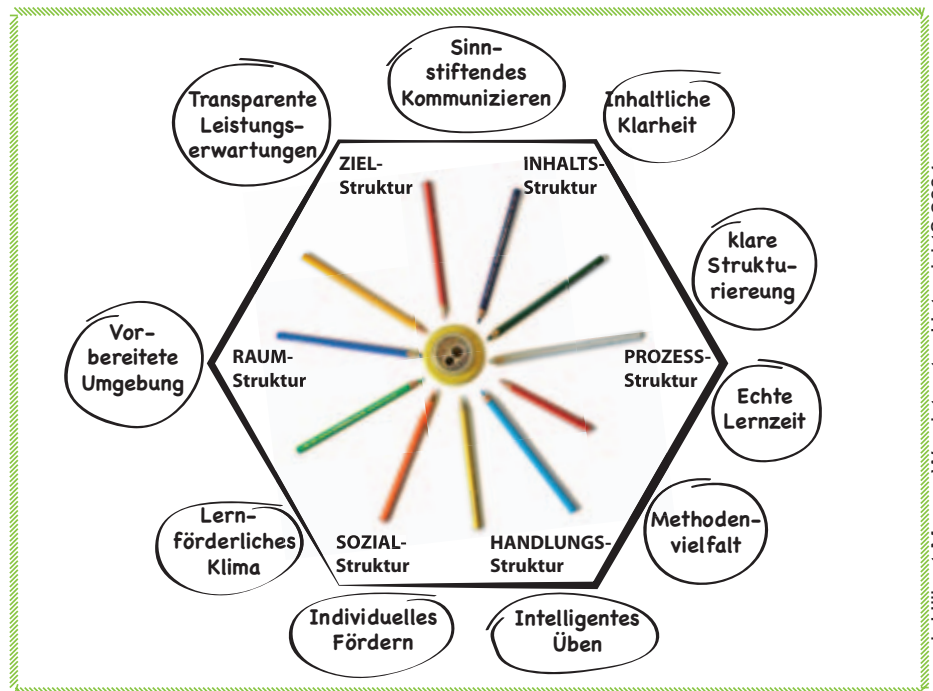 Sinn-
stiftendes
Kommunizieren
Transparente
Leistungs-
erwartungen
Inhaltliche
Klarheit
ZIEL-
Struktur
INHALTS-
Struktur
klare
Struktu-
riereung
Vor-
bereitete
Umgebung
RAUM-
Struktur
PROZESS-
Struktur
Echte
Lernzeit
Lern-
förderliches
Klima
SOZIAL-
Struktur
HANDLUNGS-
Struktur
Methoden-
vielfalt
Individuelles
Fördern
Intelligentes
Üben